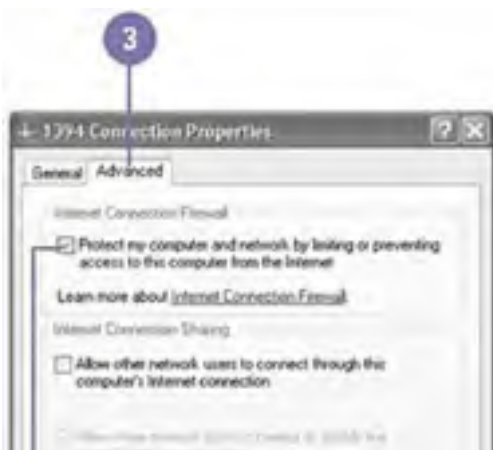 3
1394 Connection Properties
General Advanced
Internet Connection Firewall
Protect my computer and network by limiting or preventing
access to this computer from the Internet
Learn more about Internet Connection Firewall.
Internet Connection Sharing
Allow other network users to connect through this
computer's Internet connection